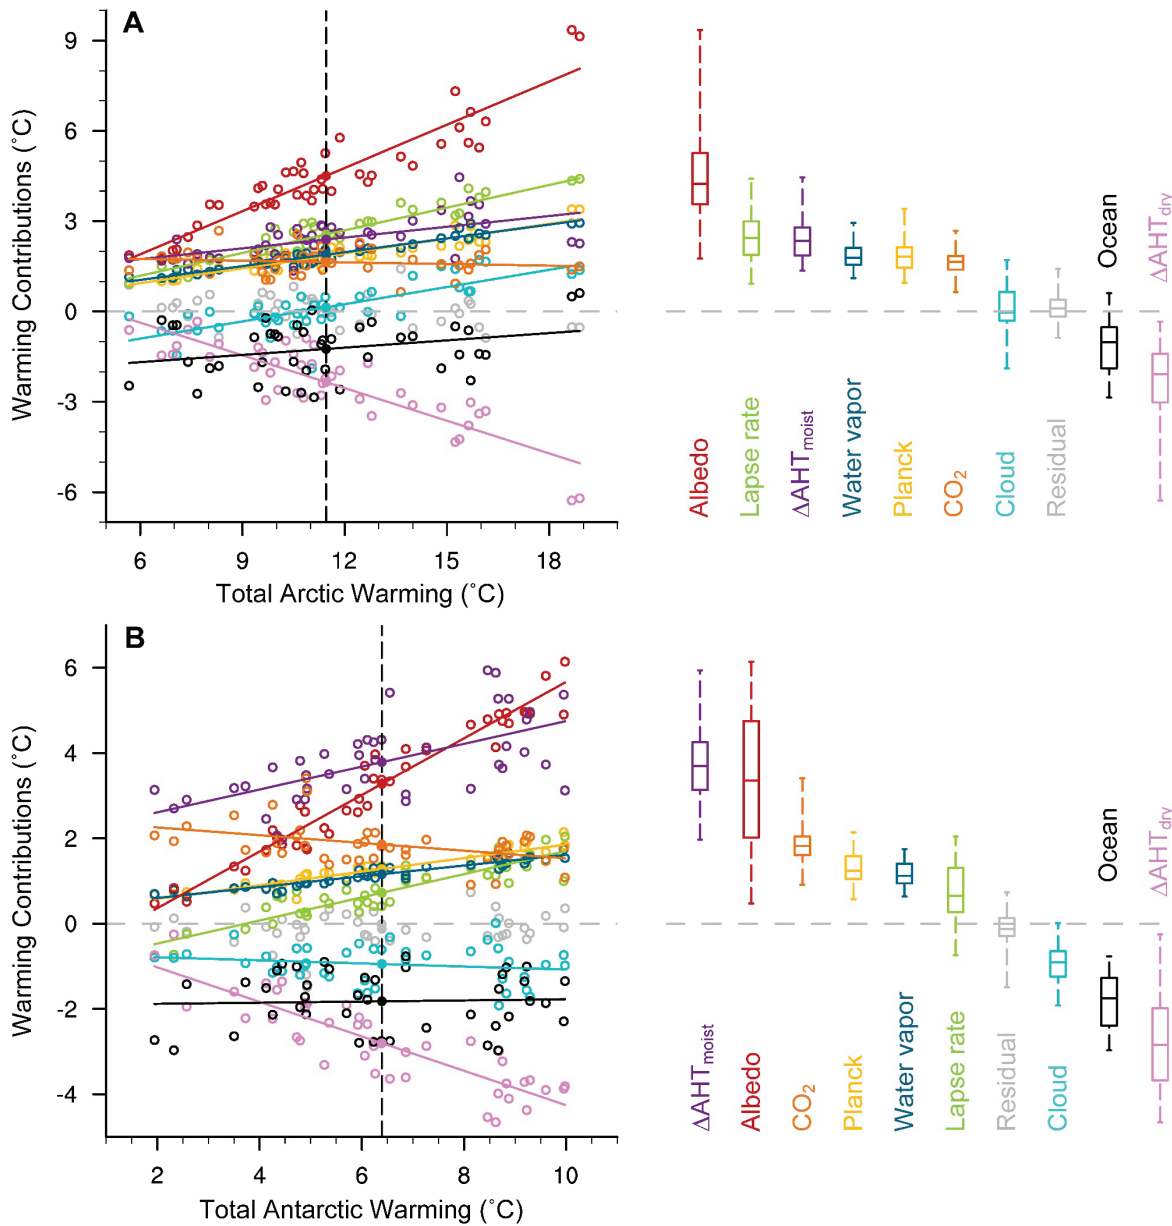 A
9
6
3
0
-3
-6
Warming Contributions (˚C)
6
9
12
15
18
Total Arctic Warming (˚C)
Albedo
Lapse rate
ΔAHTmoist
Water vapor
Planck
CO2
Cloud
Residual
Ocean
ΔAHTdry
B
6
4
2
0
-2
-4
Warming Contributions (˚C)
2
4
6
8
10
Total Antarctic Warming (˚C)
ΔAHTmoist
Albedo
CO2
Planck
Water vapor
Lapse rate
Residual
Cloud
Ocean
ΔAHTdry